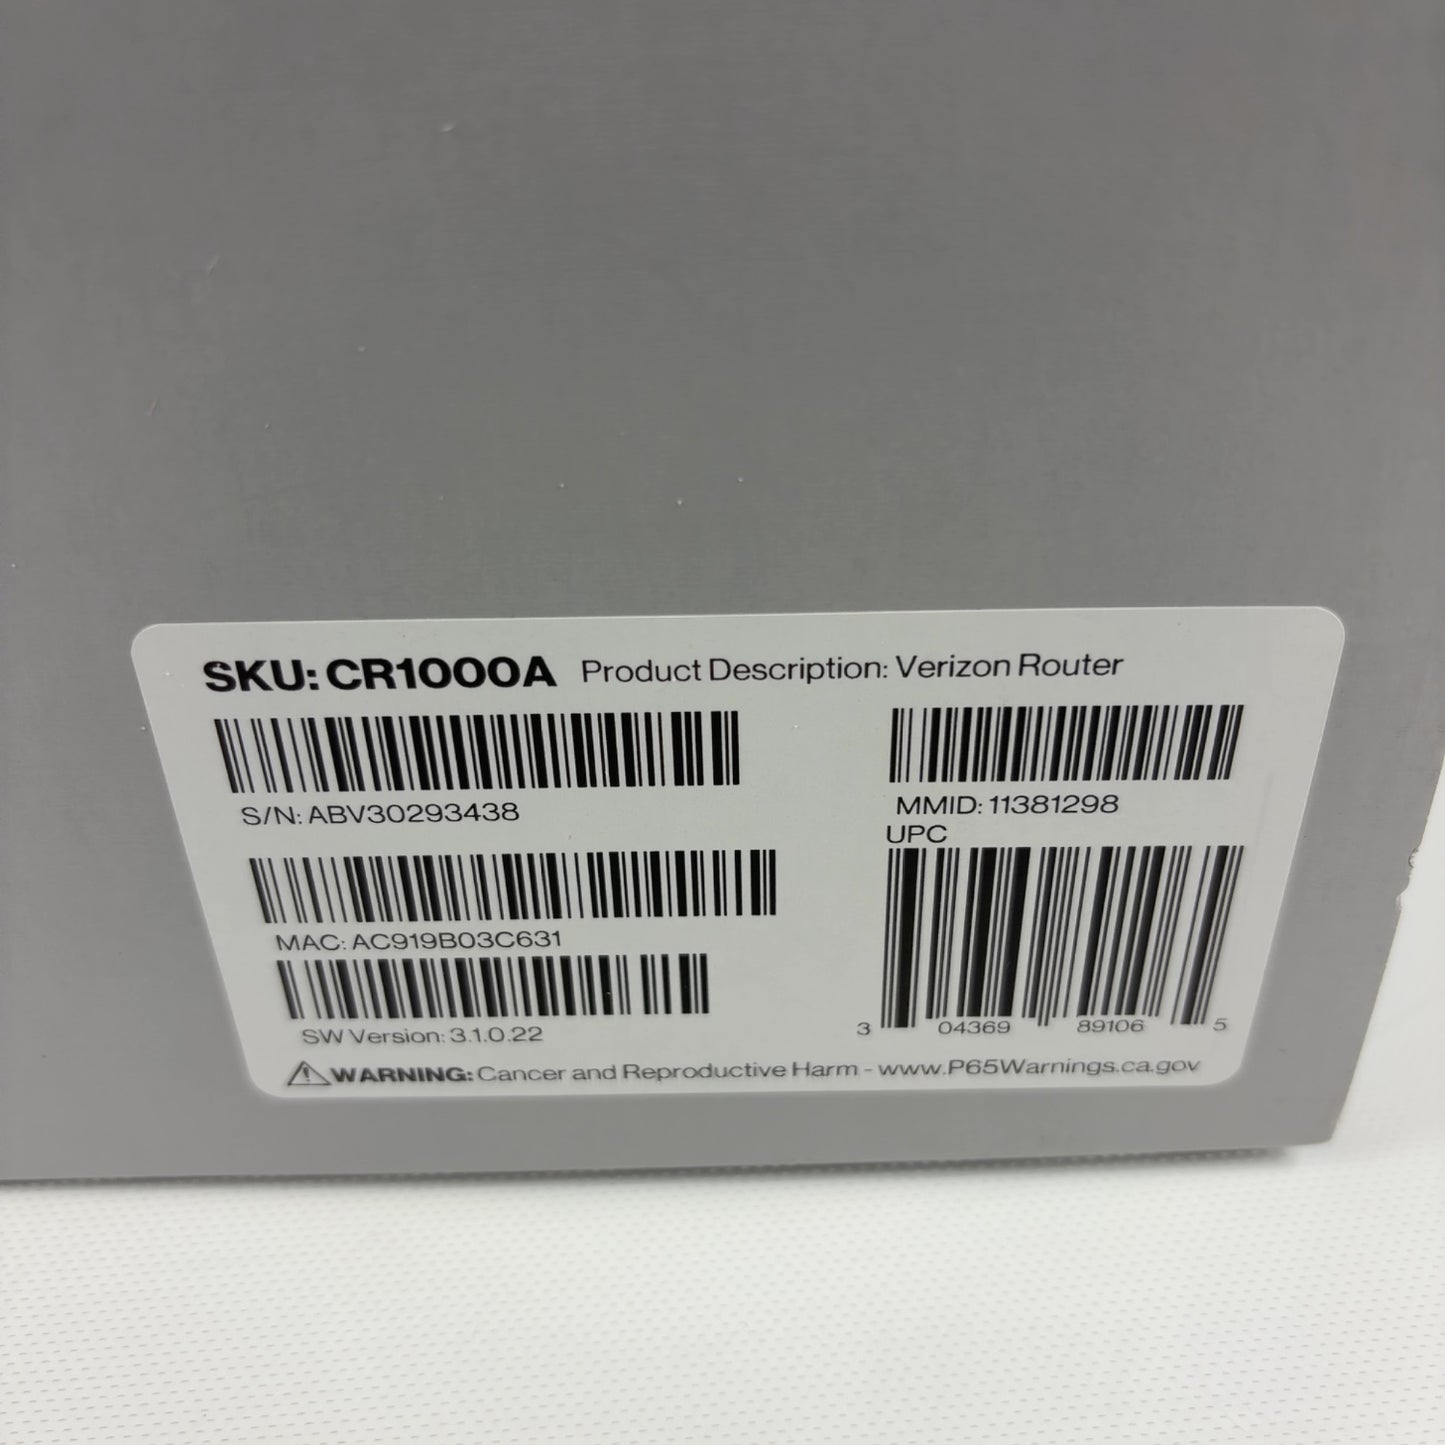 SKU: CR1000A Product Description: Verizon Router
S/N: ABV30293438
MMID: 11381298
UPC
MAC: AC919B03C631
SW Version: 3.1.0.22
3 04369 89106 5
WARNING: Cancer and Reproductive Harm - www.P65Warnings.ca.gov